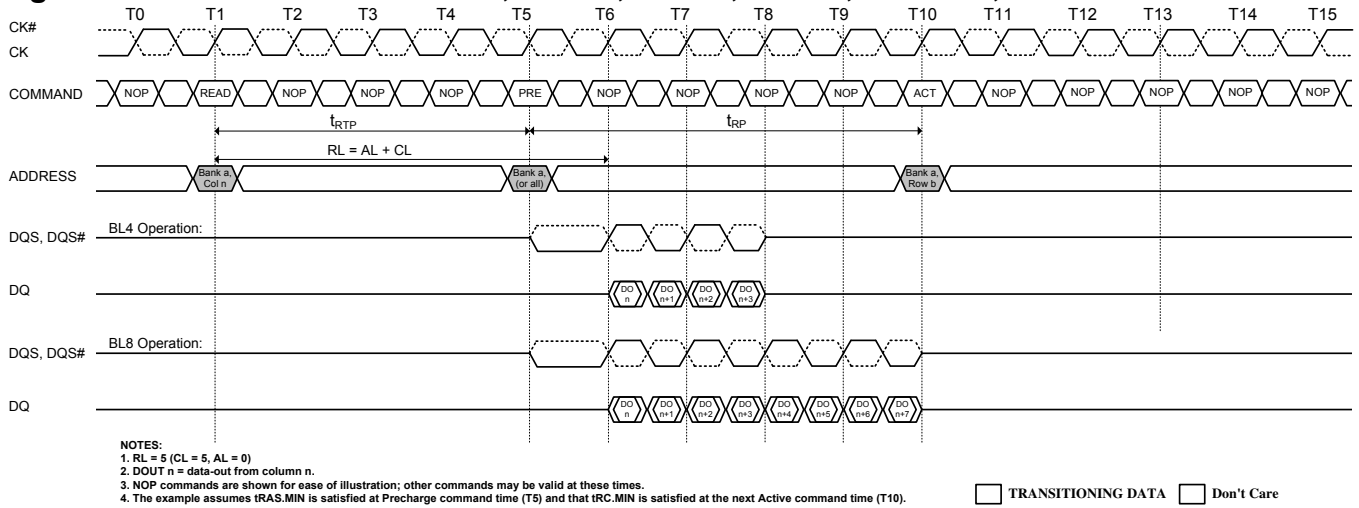 T0 T1 T2 T3 T4 T5 T6 T7 T8 T9 T10 T11 T12 T13 T14 T15
CK#
CK
COMMAND NOP READ NOP NOP NOP PRE NOP NOP NOP NOP ACT NOP NOP NOP NOP NOP
tRTP tRP
RL = AL + CL
ADDRESS Bank a, Col n Bank a, (or all) Bank a, Row b
BL4 Operation:
DQS, DQS#
DQ DO n DO n+1 DO n+2 DO n+3
BL8 Operation:
DQS, DQS#
DQ DO n DO n+1 DO n+2 DO n+3 DO n+4 DO n+5 DO n+6 DO n+7
NOTES:
1. RL = 5 (CL = 5, AL = 0)
2. DOUT n = data-out from column n.
3. NOP commands are shown for ease of illustration; other commands may be valid at these times.
4. The example assumes tRAS.MIN is satisfied at Precharge command time (T5) and that tRC.MIN is satisfied at the next Active command time (T10).
TRANSITIONING DATA Don't Care